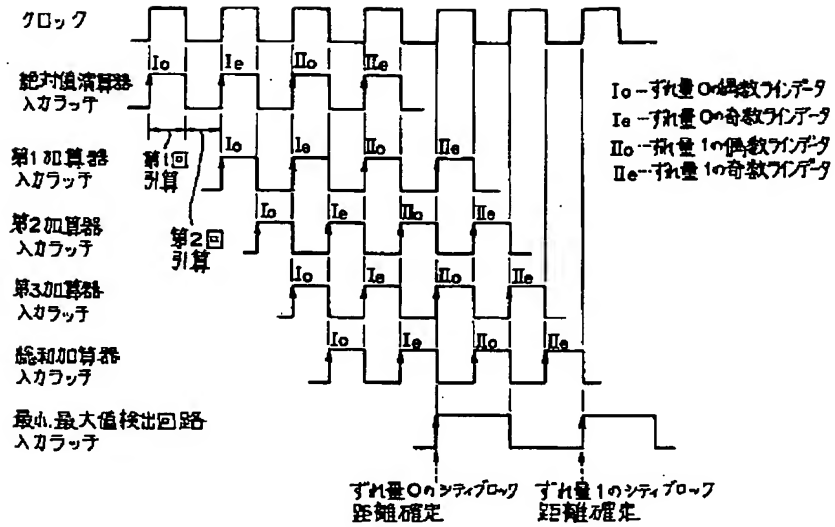 クロック
Io Ie IIo IIe
絶対値演算器
入力ラッチ
Io―ずれ量0の偶数ラインデータ
Ie―ずれ量0の奇数ラインデータ
IIo―ずれ量1の偶数ラインデータ
IIe―ずれ量1の奇数ラインデータ
Io Ie IIo IIe
第1加算器
入力ラッチ
第1回
引算
Io Ie IIo IIe
第2加算器
入力ラッチ
第2回
引算
Io Ie IIo IIe
第3加算器
入力ラッチ
Io Ie IIo IIe
総和加算器
入力ラッチ
最小,最大値検出回路
入力ラッチ
ずれ量0のシティブロック
距離確定
ずれ量1のシティブロック
距離確定